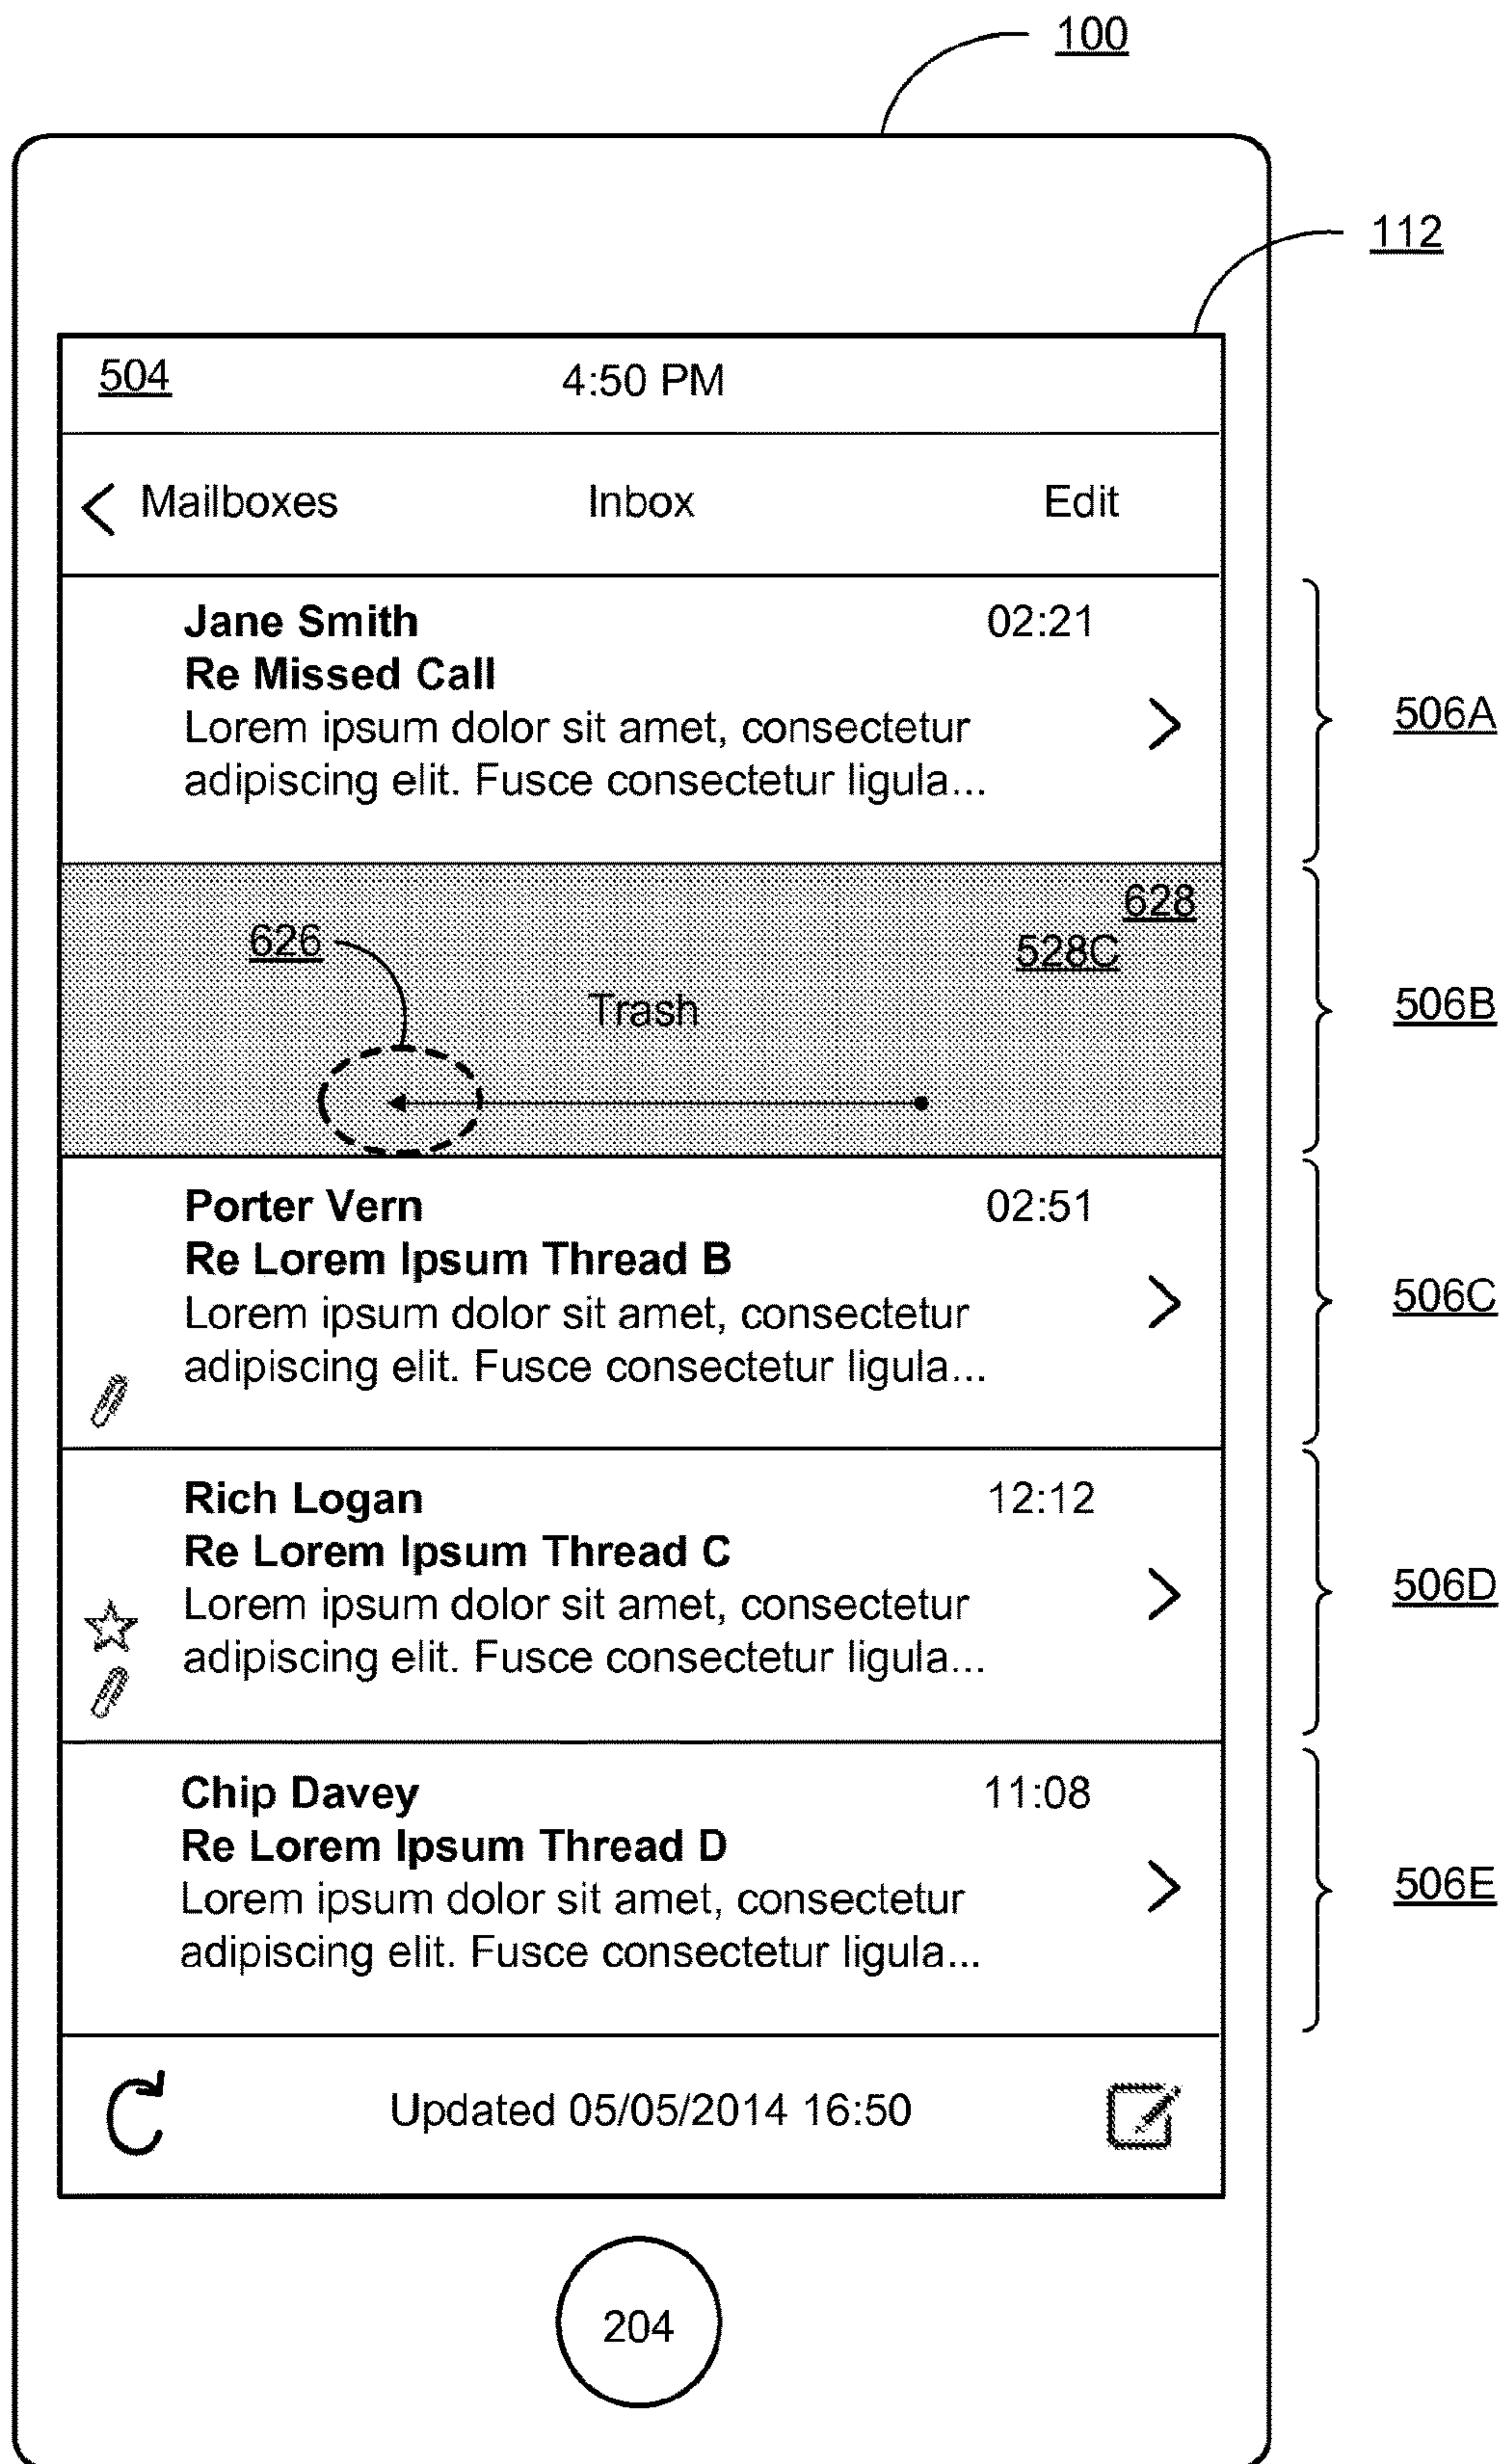 100
112
504 4:50 PM
Mailboxes Inbox Edit
Jane Smith 02:21
Re Missed Call
Lorem ipsum dolor sit amet, consectetur
adipiscing elit. Fusce consectetur ligula...
506A
628
626 528C
Trash
506B
Porter Vern 02:51
Re Lorem Ipsum Thread B
Lorem ipsum dolor sit amet, consectetur
adipiscing elit. Fusce consectetur ligula...
506C
Rich Logan 12:12
Re Lorem Ipsum Thread C
Lorem ipsum dolor sit amet, consectetur
adipiscing elit. Fusce consectetur ligula...
506D
Chip Davey 11:08
Re Lorem Ipsum Thread D
Lorem ipsum dolor sit amet, consectetur
adipiscing elit. Fusce consectetur ligula...
506E
Updated 05/05/2014 16:50
204